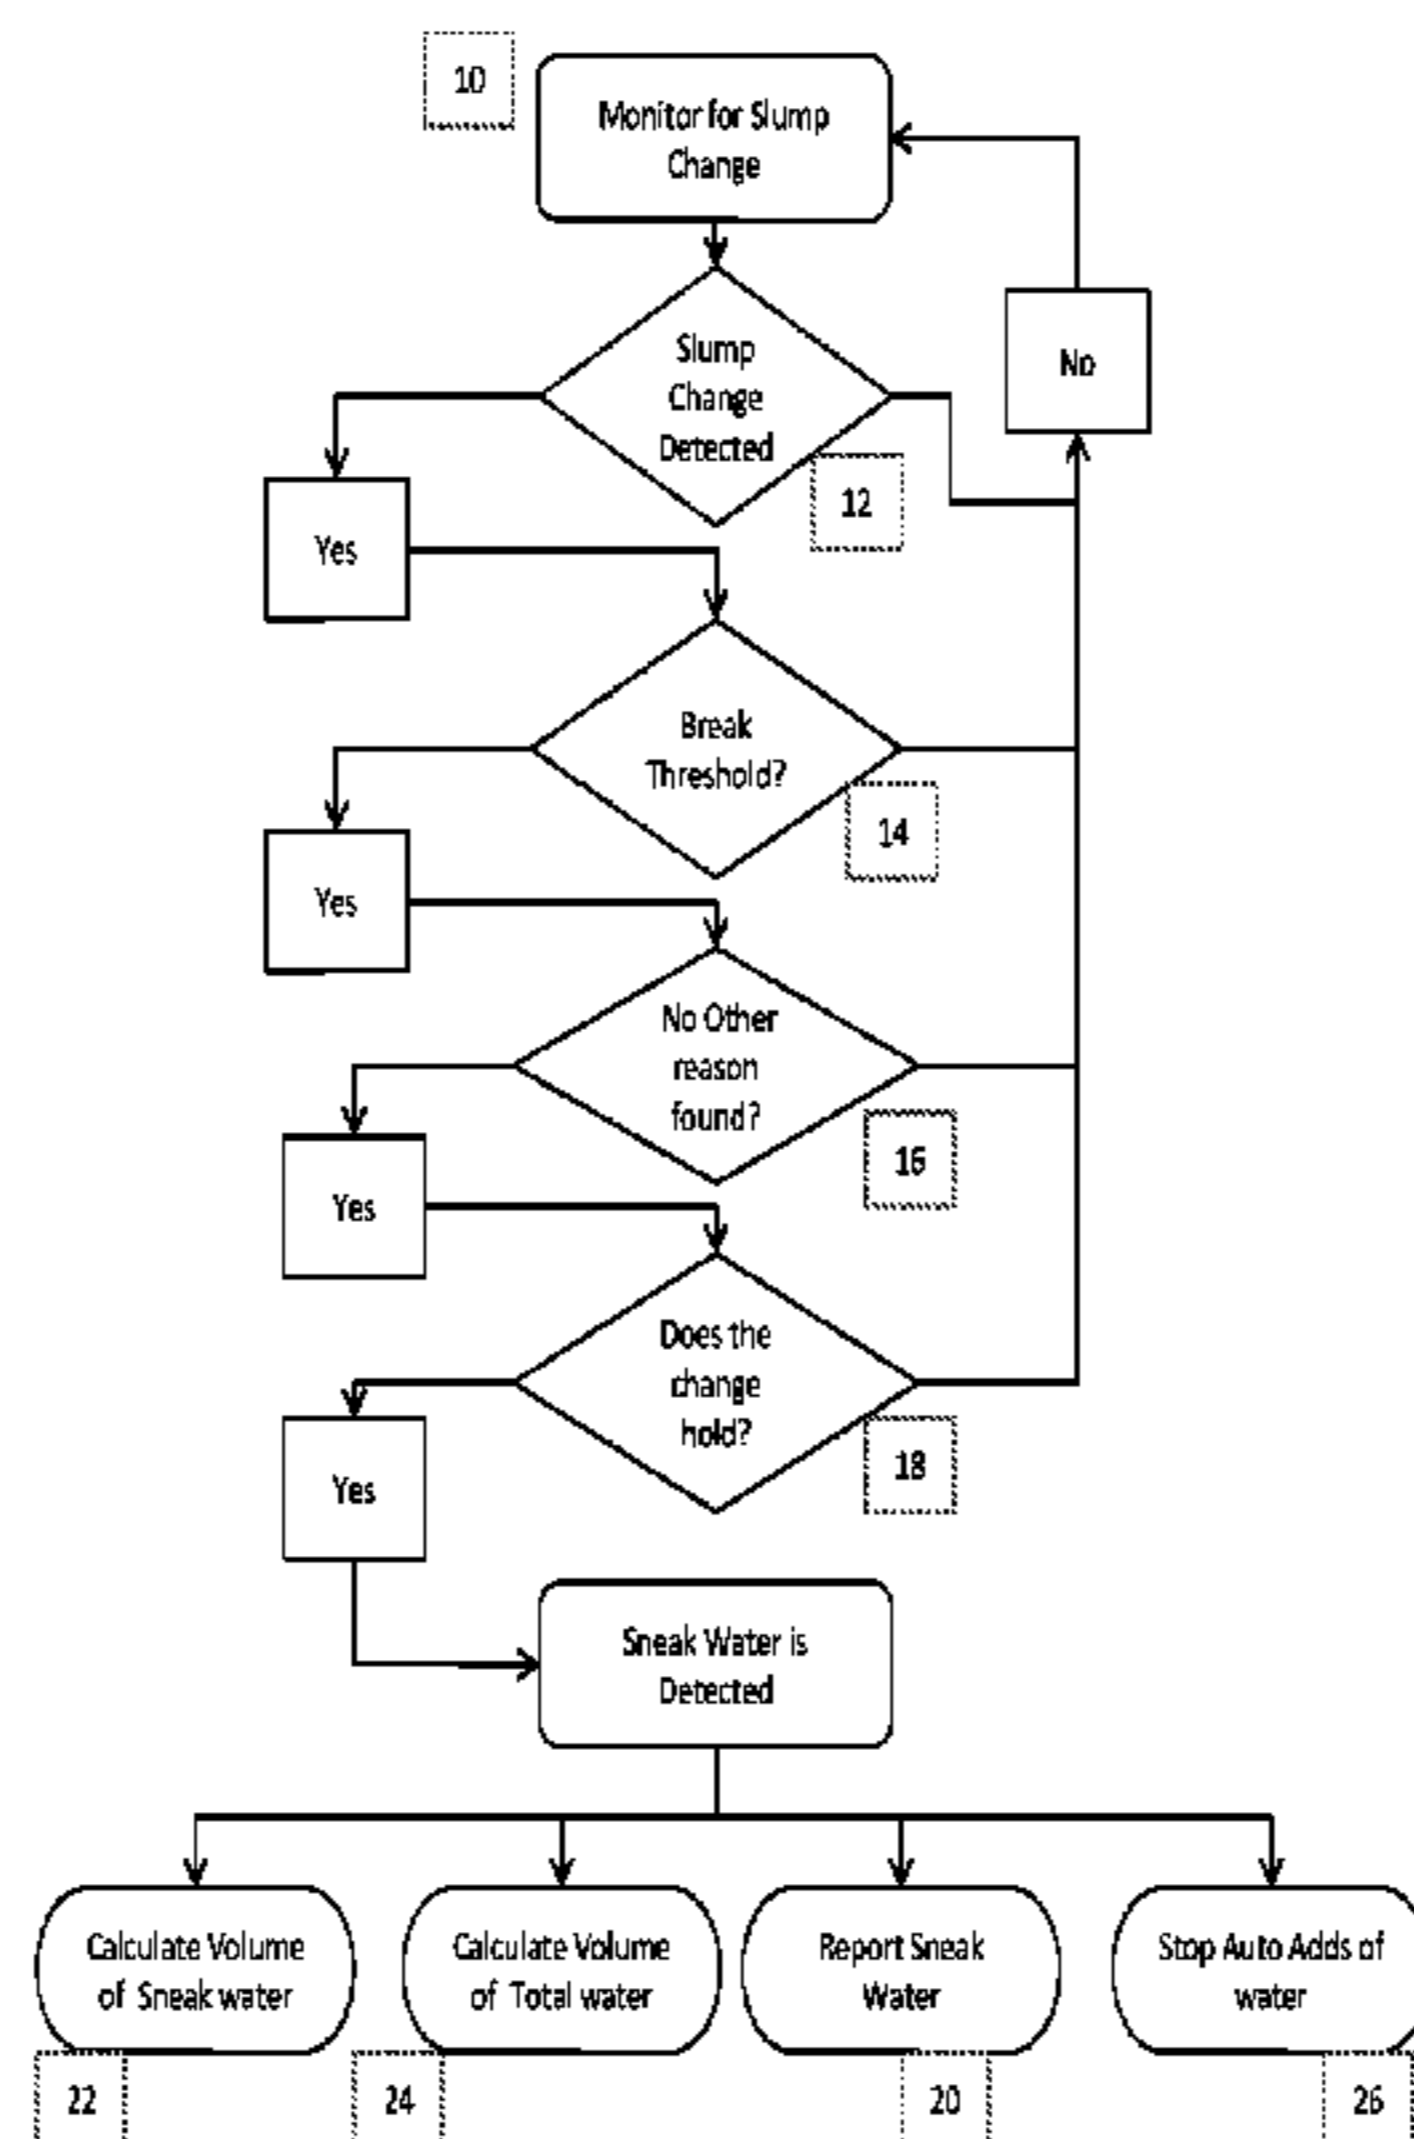 10
Monitor for Slump
Change
Slump
Change
Detected
No
12
Yes
Break
Threshold?
14
Yes
No Other
reason
found?
16
Yes
Does the
change
hold?
18
Yes
Sneak Water is
Detected
Calculate Volume
of Sneak water
Calculate Volume
of Total water
Report Sneak
Water
Stop Auto Adds of
water
22
24
20
26